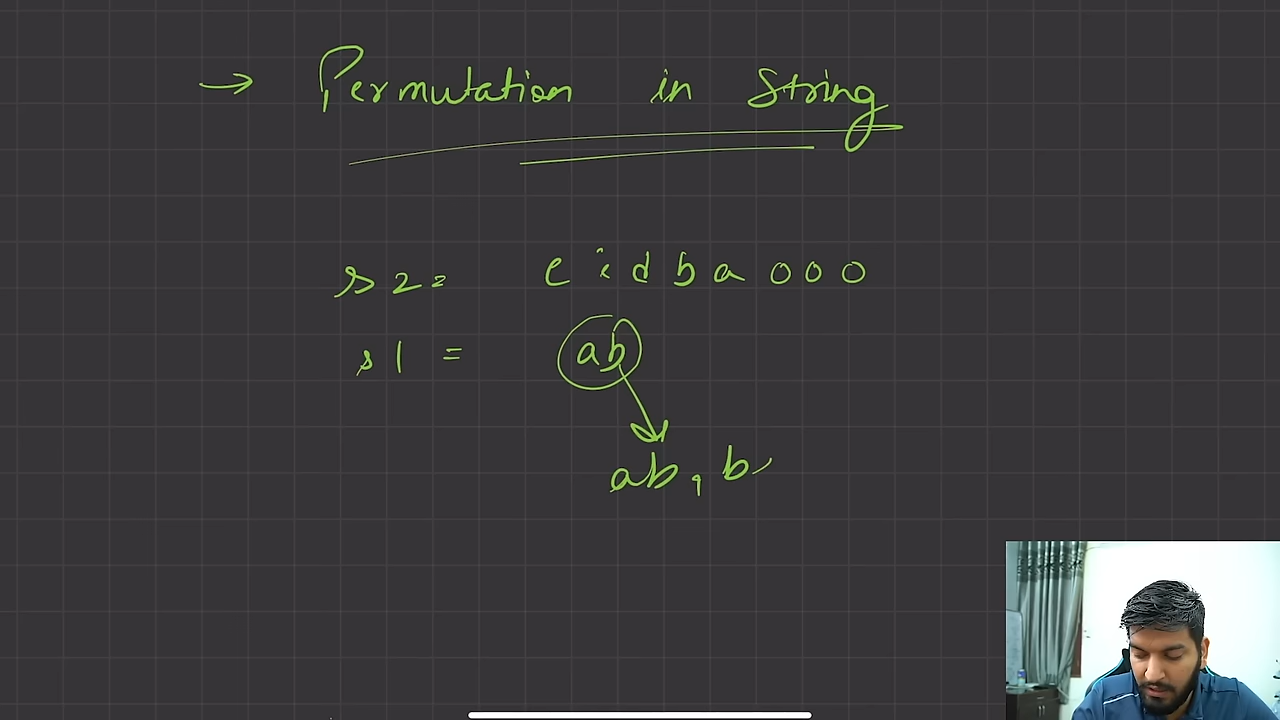 → Permutation in String
s2= e i d b a o o o
s1 = ab
ab, b